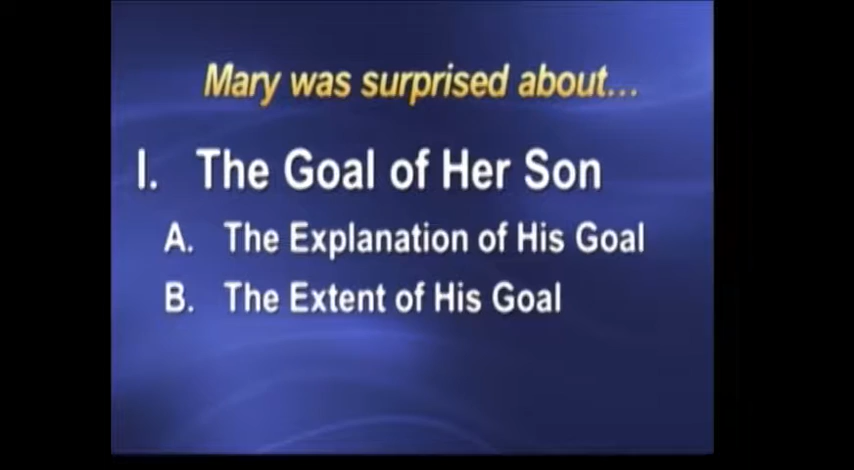 Mary was surprised about...
I. The Goal of Her Son
A. The Explanation of His Goal
B. The Extent of His Goal